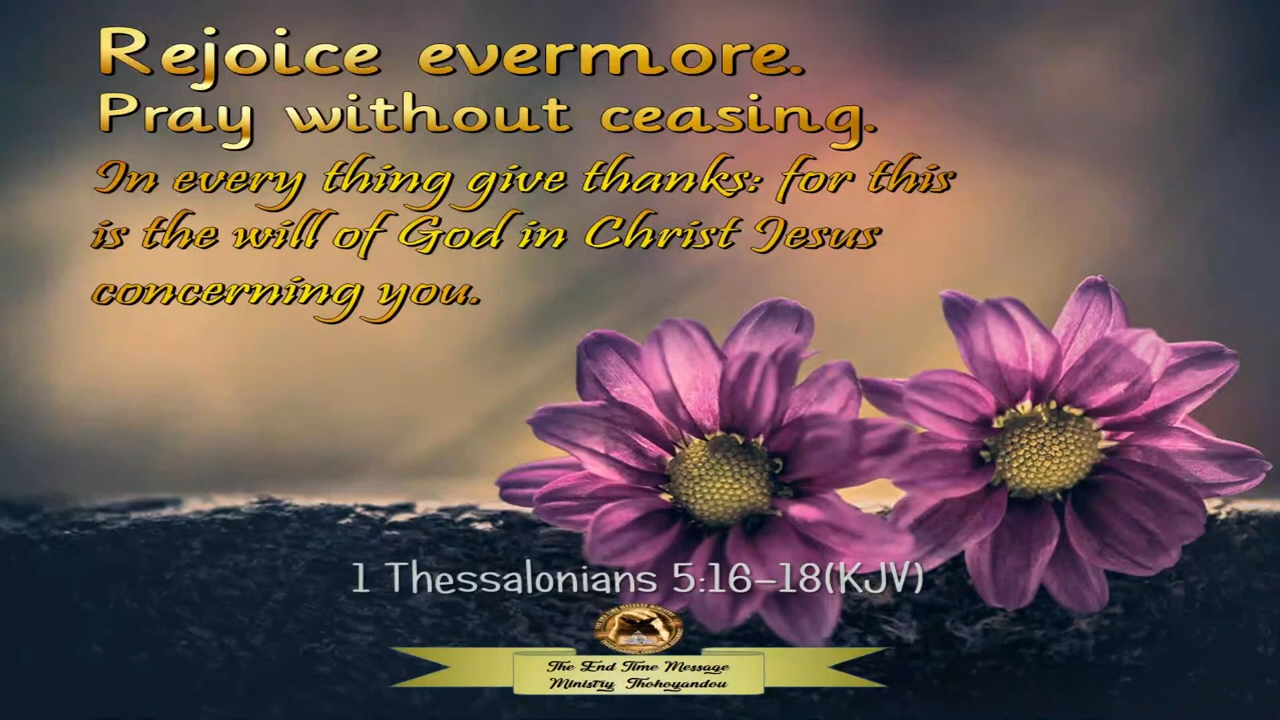 Rejoice evermore.
Pray without ceasing.
In every thing give thanks: for this
is the will of God in Christ Jesus
concerning you.
1 Thessalonians 5:16-18(KJV)
The End Time Message
Ministry Thohoyandou